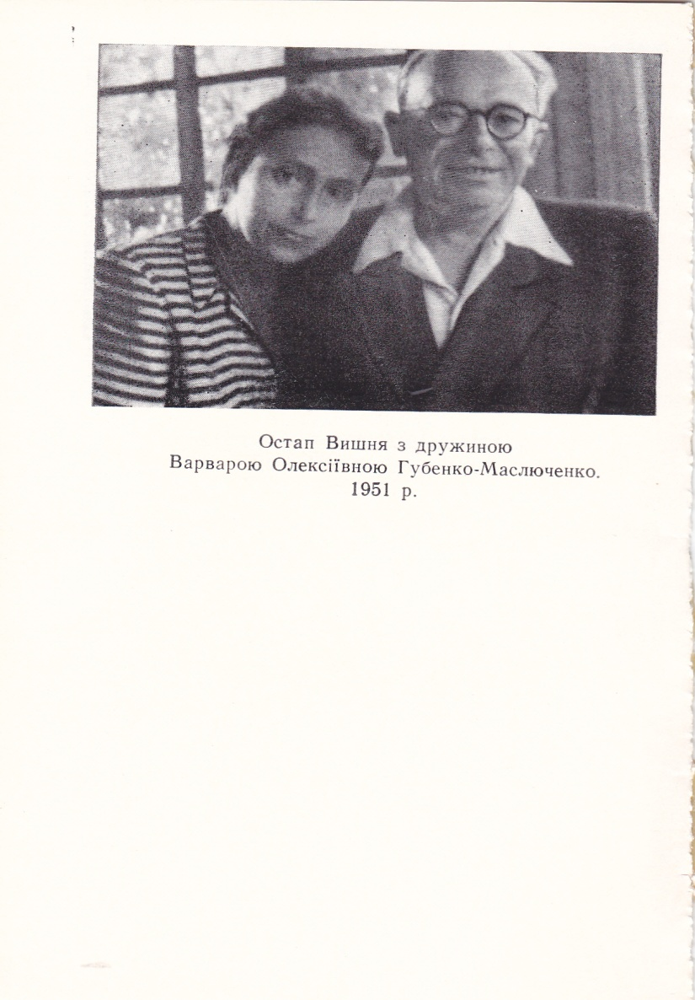 Остап Вишня з дружиною
Варварою Олексіївною Губенко-Маслюченко.
1951 р.